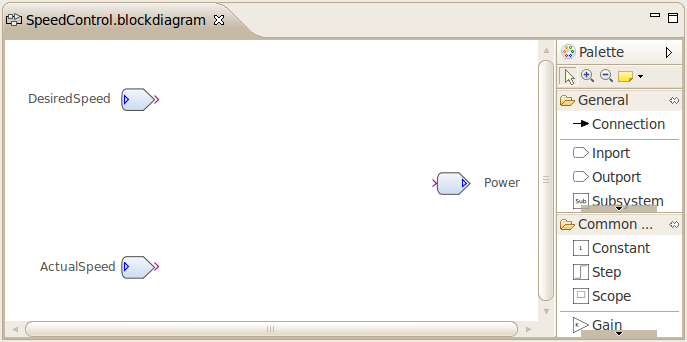 SpeedControl.blockdiagram
DesiredSpeed
Power
ActualSpeed
Palette
General
Connection
Inport
Outport
Sub Subsystem
Common ...
1 Constant
Step
Scope
K Gain